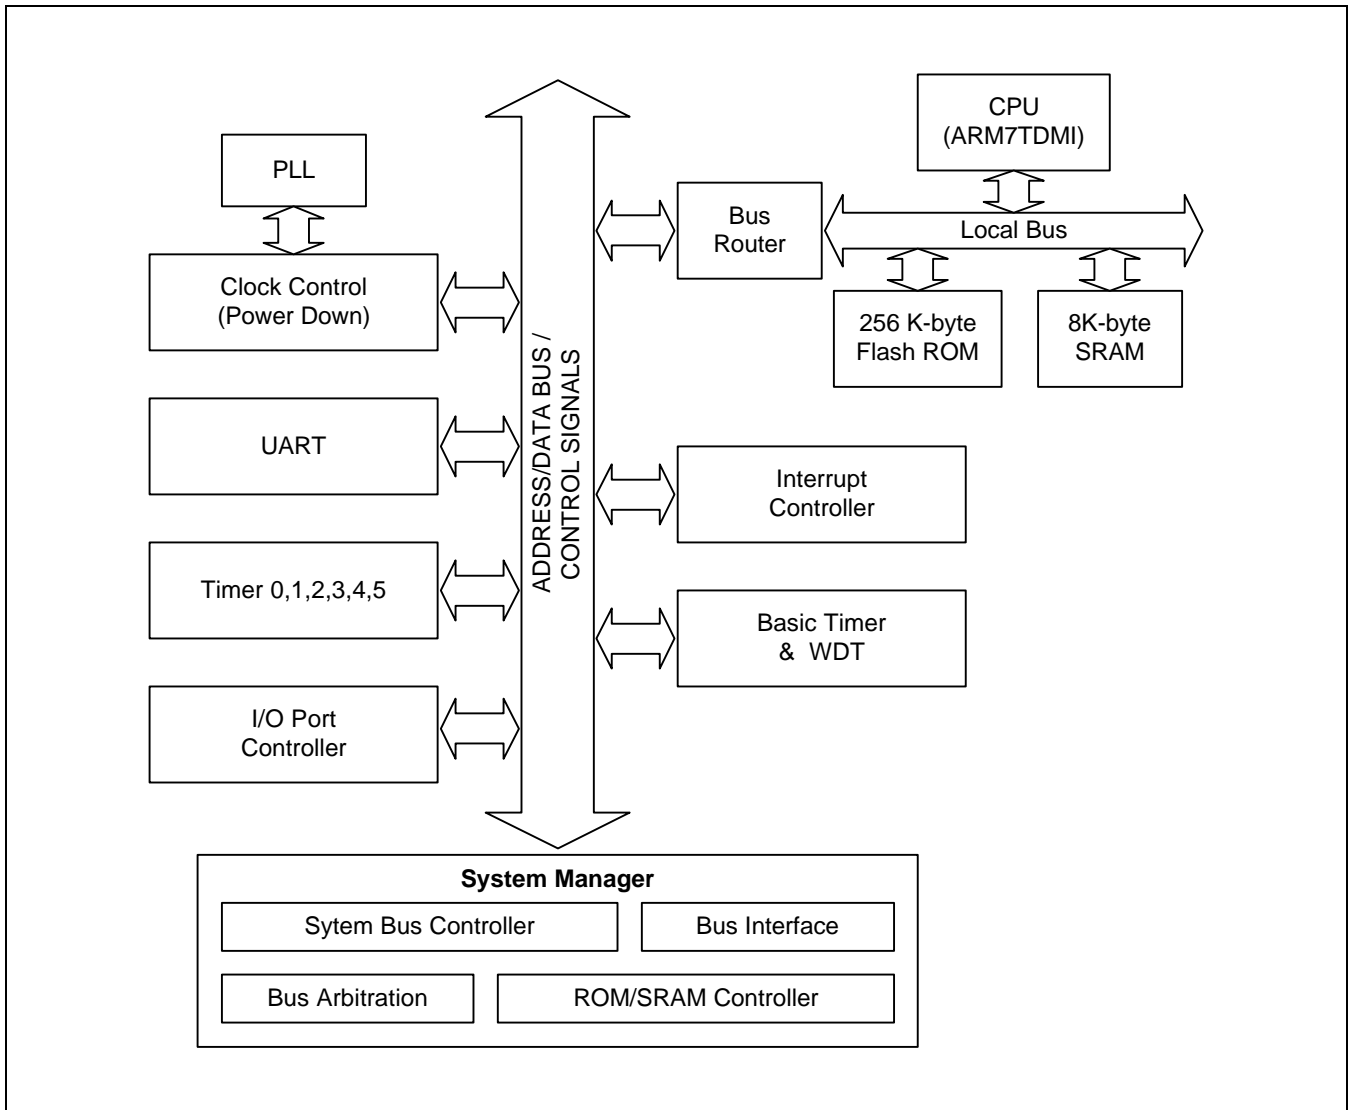 CPU
(ARM7TDMI)
PLL
Bus
Router
Local Bus
Clock Control
(Power Down)
256 K-byte
Flash ROM
8K-byte
SRAM
ADDRESS/DATA BUS /
CONTROL SIGNALS
UART
Interrupt
Controller
Timer 0,1,2,3,4,5
Basic Timer
& WDT
I/O Port
Controller
System Manager
Sytem Bus Controller
Bus Interface
Bus Arbitration
ROM/SRAM Controller